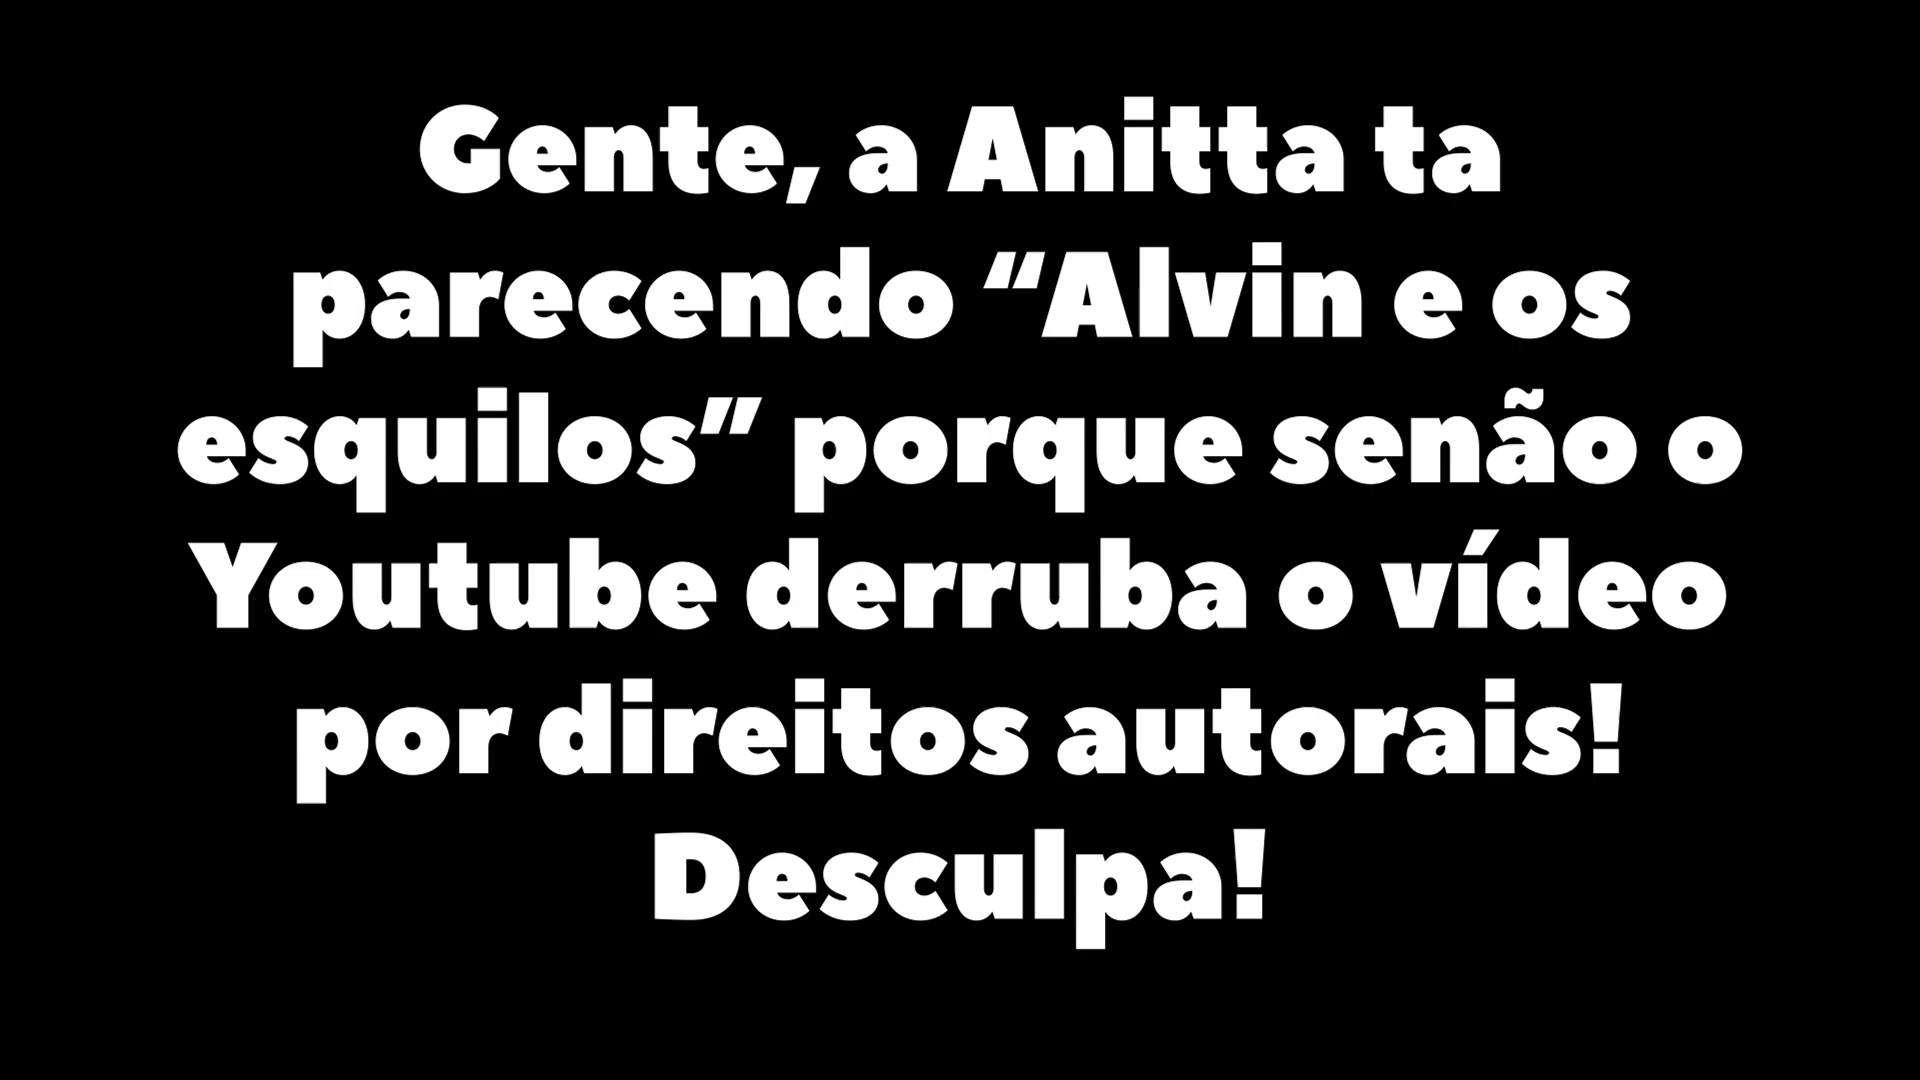 Gente, a Anitta ta
parecendo “Alvin e os
esquilos” porque senão o
Youtube derruba o vídeo
por direitos autorais!
Desculpa!